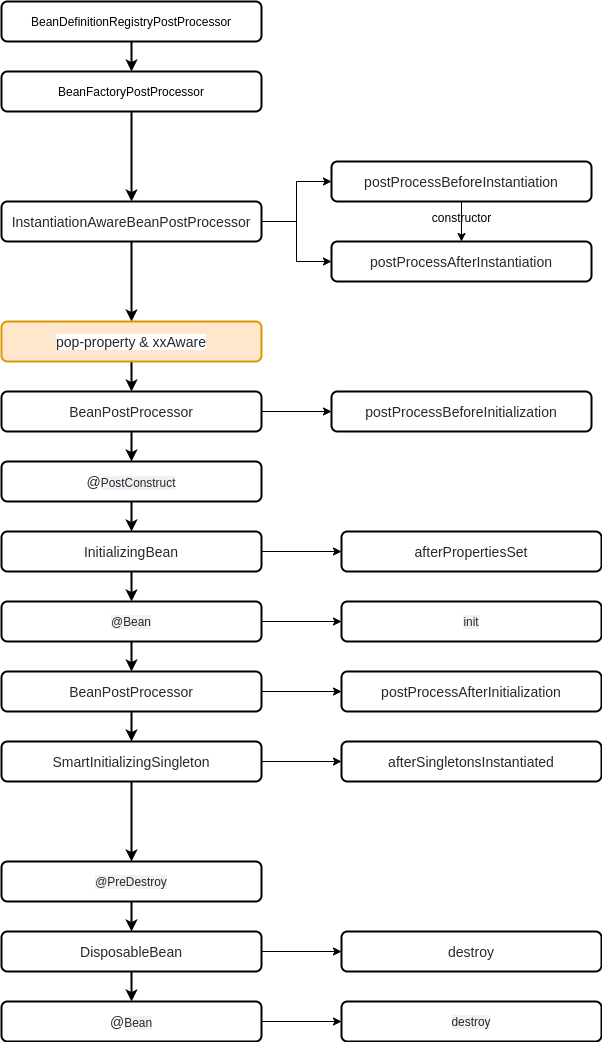 BeanDefinitionRegistryPostProcessor
BeanFactoryPostProcessor
postProcessBeforeInstantiation
constructor
InstantiationAwareBeanPostProcessor
postProcessAfterInstantiation
pop-property & xxAware
BeanPostProcessor
postProcessBeforeInitialization
@PostConstruct
InitializingBean
afterPropertiesSet
@Bean
init
BeanPostProcessor
postProcessAfterInitialization
SmartInitializingSingleton
afterSingletonsInstantiated
@PreDestroy
DisposableBean
destroy
@Bean
destroy